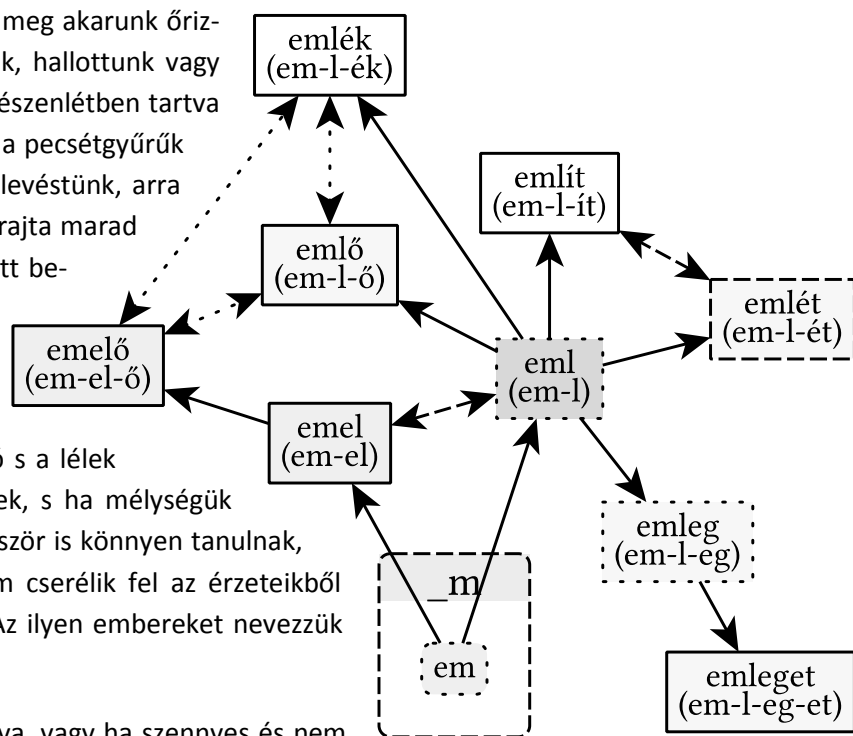 meg akarunk őriz-
k, hallottunk vagy
észenlétben tartva
a pecsétgyűrűk
levéstünk, arra
rajta marad
tt be-
s a lélek
ek, s ha mélységük
ször is könnyen tanulnak,
m cserélik fel az érzeteikből
Az ilyen embereket nevezzük
va, vagy ha szennyes és nem
emlék
(em-l-ék)
említ
(em-l-ít)
emlő
(em-l-ő)
emlét
(em-l-ét)
emelő
(em-el-ő)
eml
(em-l)
emel
(em-el)
emleg
(em-l-eg)
_m
em
emleget
(em-l-eg-et)